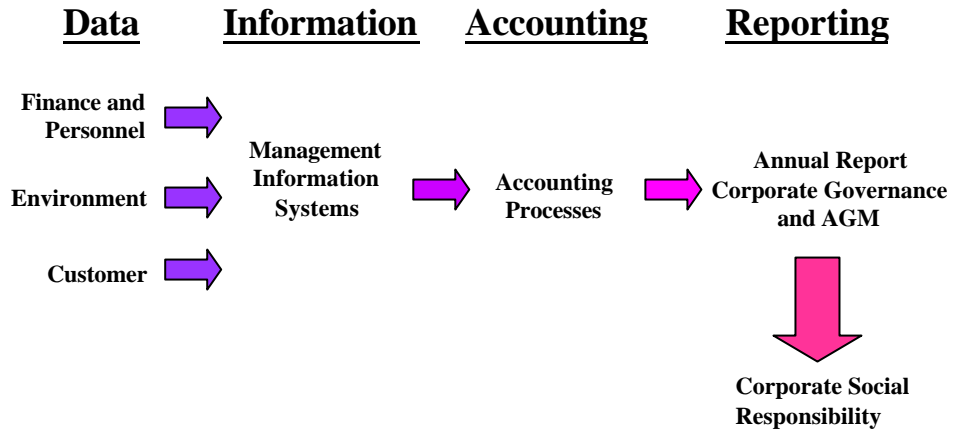 Data Information Accounting Reporting
Finance and
Personnel
Environment
Customer
Management
Information
Systems
Accounting
Processes
Annual Report
Corporate Governance
and AGM
Corporate Social
Responsibility